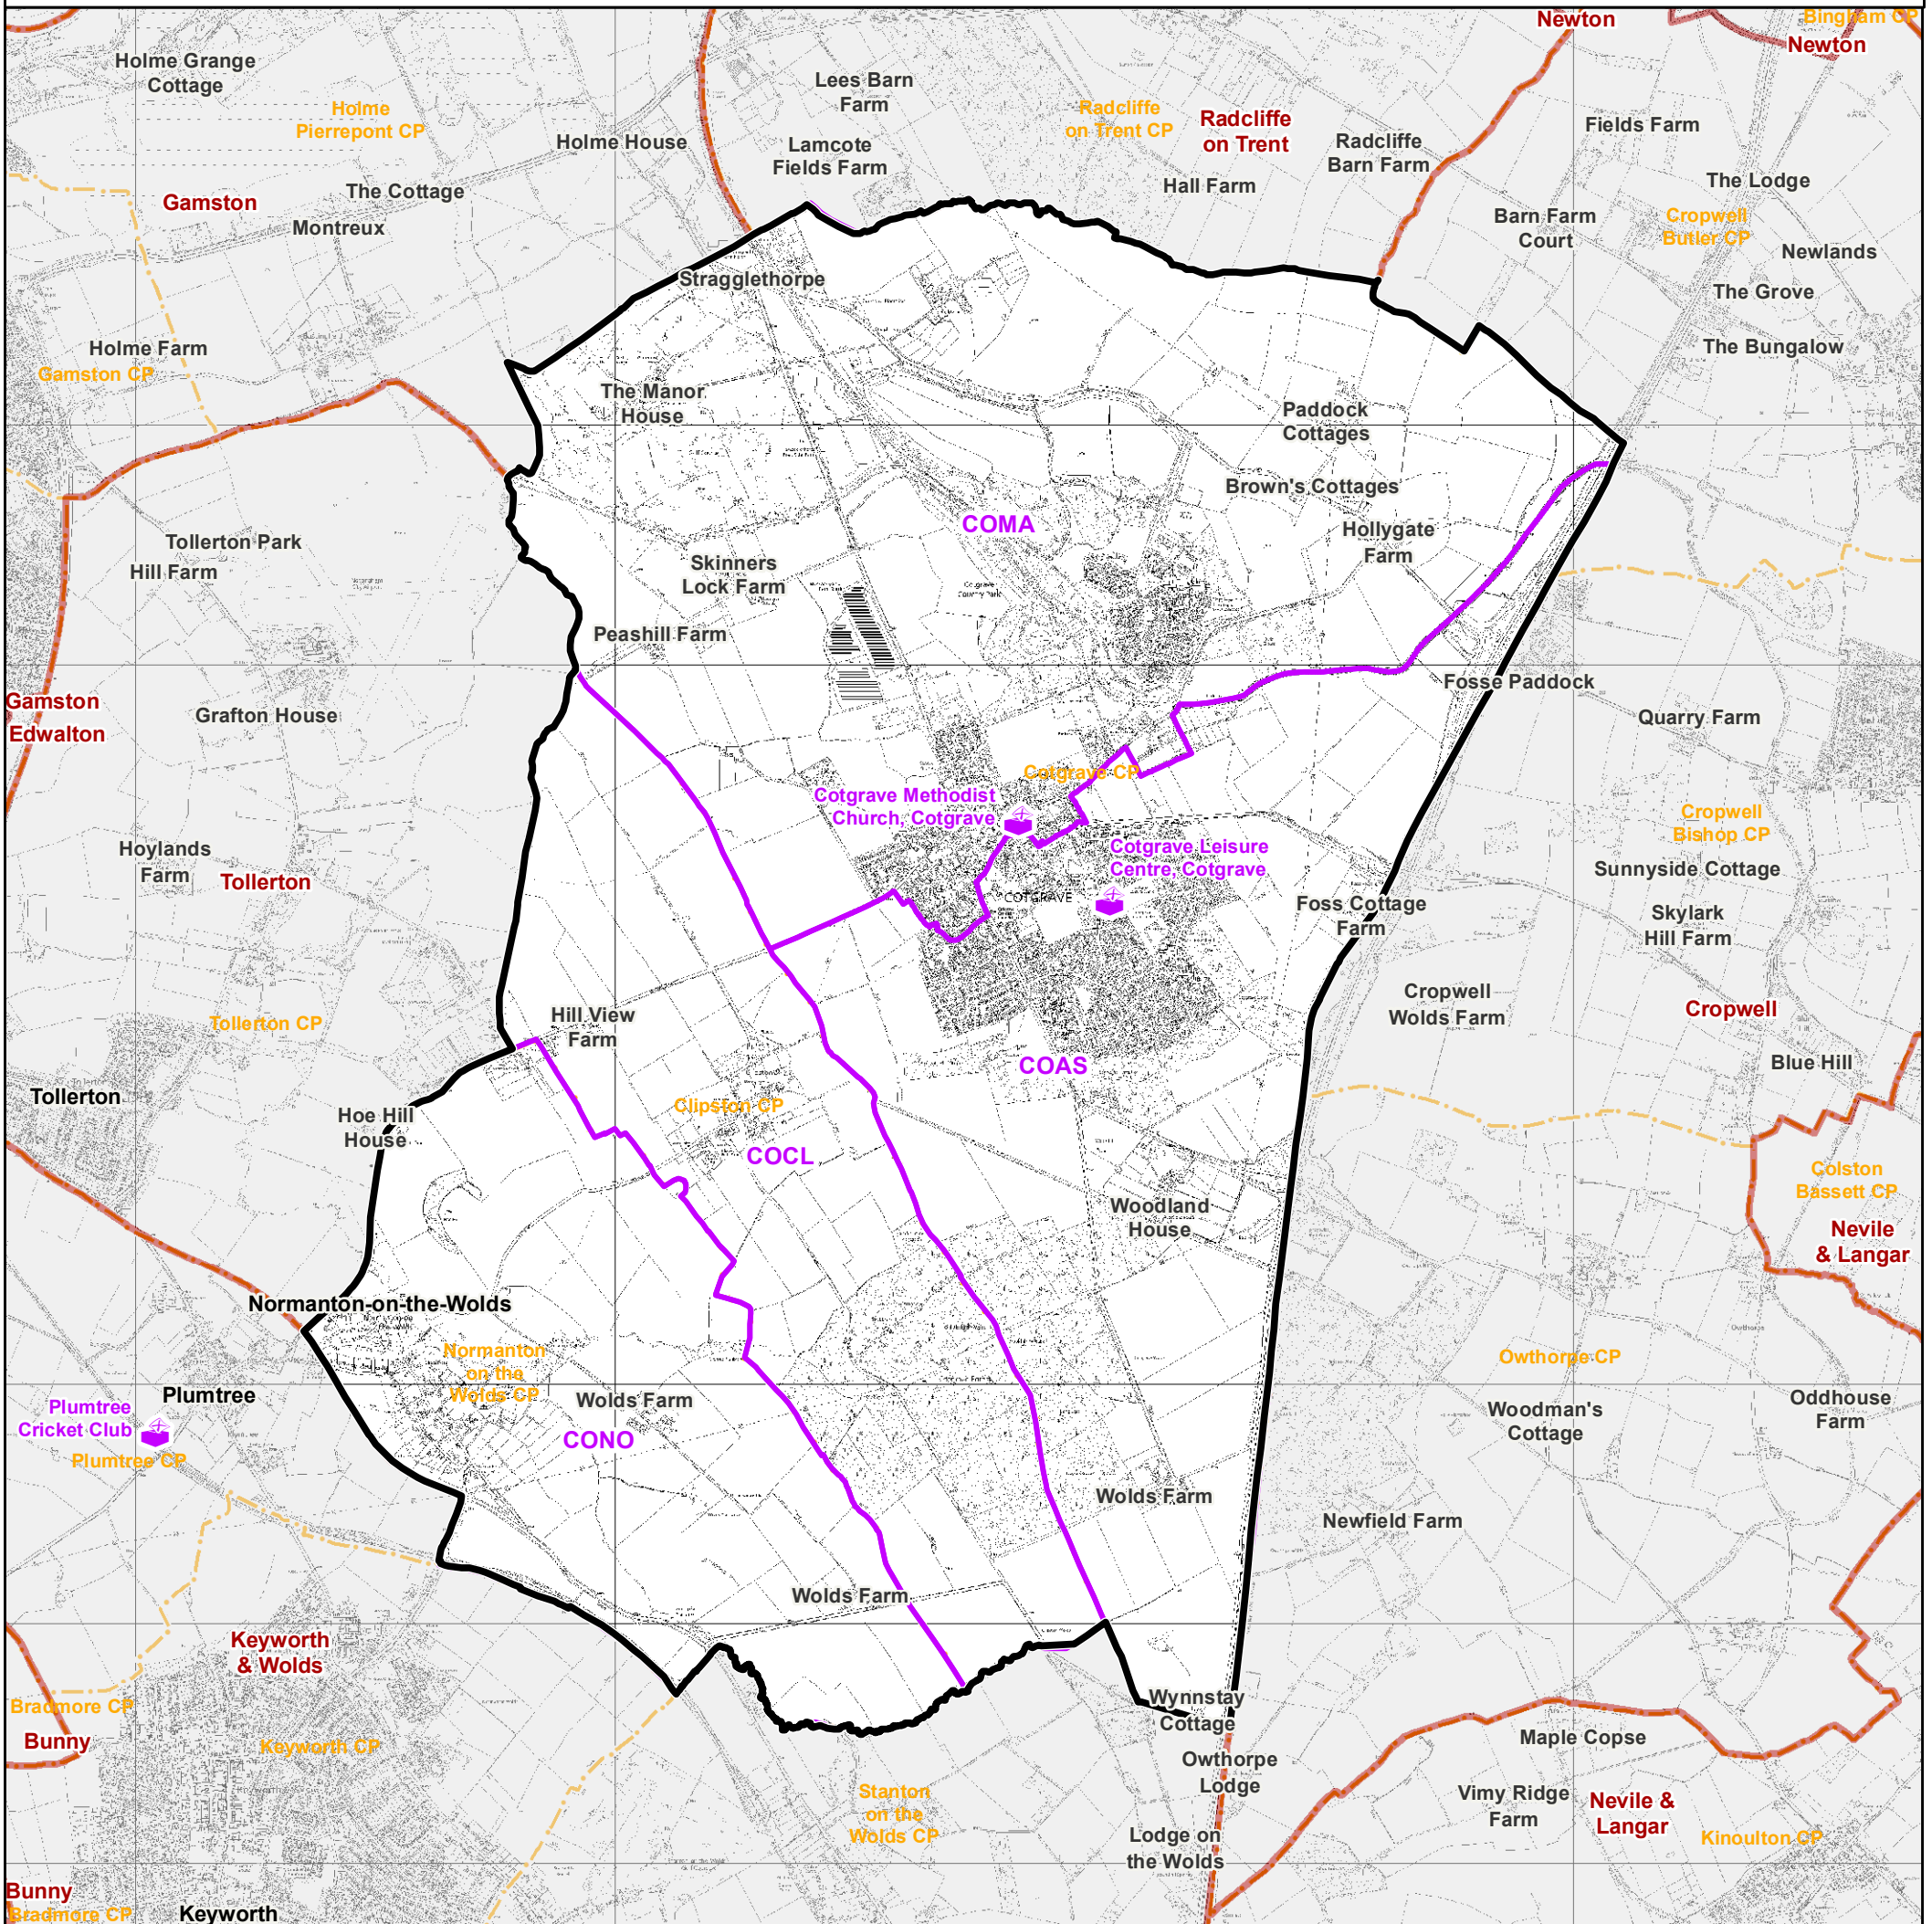 Newton
Bingham CP
Newton
Holme Grange
Cottage
Lees Barn
Farm
Holme
Pierrepont CP
Radcliffe
on Trent CP
Radcliffe
on Trent
Fields Farm
Holme House
Lamcote
Fields Farm
Radcliffe
Barn Farm
The Cottage
Hall Farm
The Lodge
Gamston
Montreux
Barn Farm
Court
Cropwell
Butler CP
Newlands
Stragglethorpe
The Grove
Holme Farm
Gamston CP
The Bungalow
The Manor
House
Paddock
Cottages
Brown's Cottages
COMA
Hollygate
Farm
Tollerton Park
Hill Farm
Skinners
Lock Farm
Cotgrave
Country Park
Peashill Farm
Fosse Paddock
Gamston
Edwalton
Grafton House
Quarry Farm
Cotgrave CP
Cotgrave Methodist
Church, Cotgrave
Cropwell
Bishop CP
Hoylands
Farm
Cotgrave Leisure
Centre, Cotgrave
Sunnyside Cottage
Tollerton
COTGRAVE
Foss Cottage
Farm
Skylark
Hill Farm
Cropwell
Wolds Farm
Cropwell
Tollerton CP
Hill View
Farm
COAS
Blue Hill
Tollerton
Clipston CP
Hoe Hill
House
COCL
Colston
Bassett CP
Woodland
House
Nevile
& Langar
Normanton-on-the-Wolds
Normanton
on the
Wolds CP
Owthorpe CP
Plumtree
Wolds Farm
Plumtree
Cricket Club
Woodman's
Cottage
Oddhouse
Farm
CONO
Plumtree CP
Wolds Farm
Newfield Farm
Wolds Farm
Keyworth
& Wolds
Bradmore CP
Wynnstay
Cottage
Bunny
Keyworth CP
Maple Copse
Owthorpe
Lodge
Stanton
on the
Wolds CP
Vimy Ridge
Farm
Nevile &
Langar
Kinoulton CP
Lodge on
the Wolds
Bunny
Bradmore CP
Keyworth